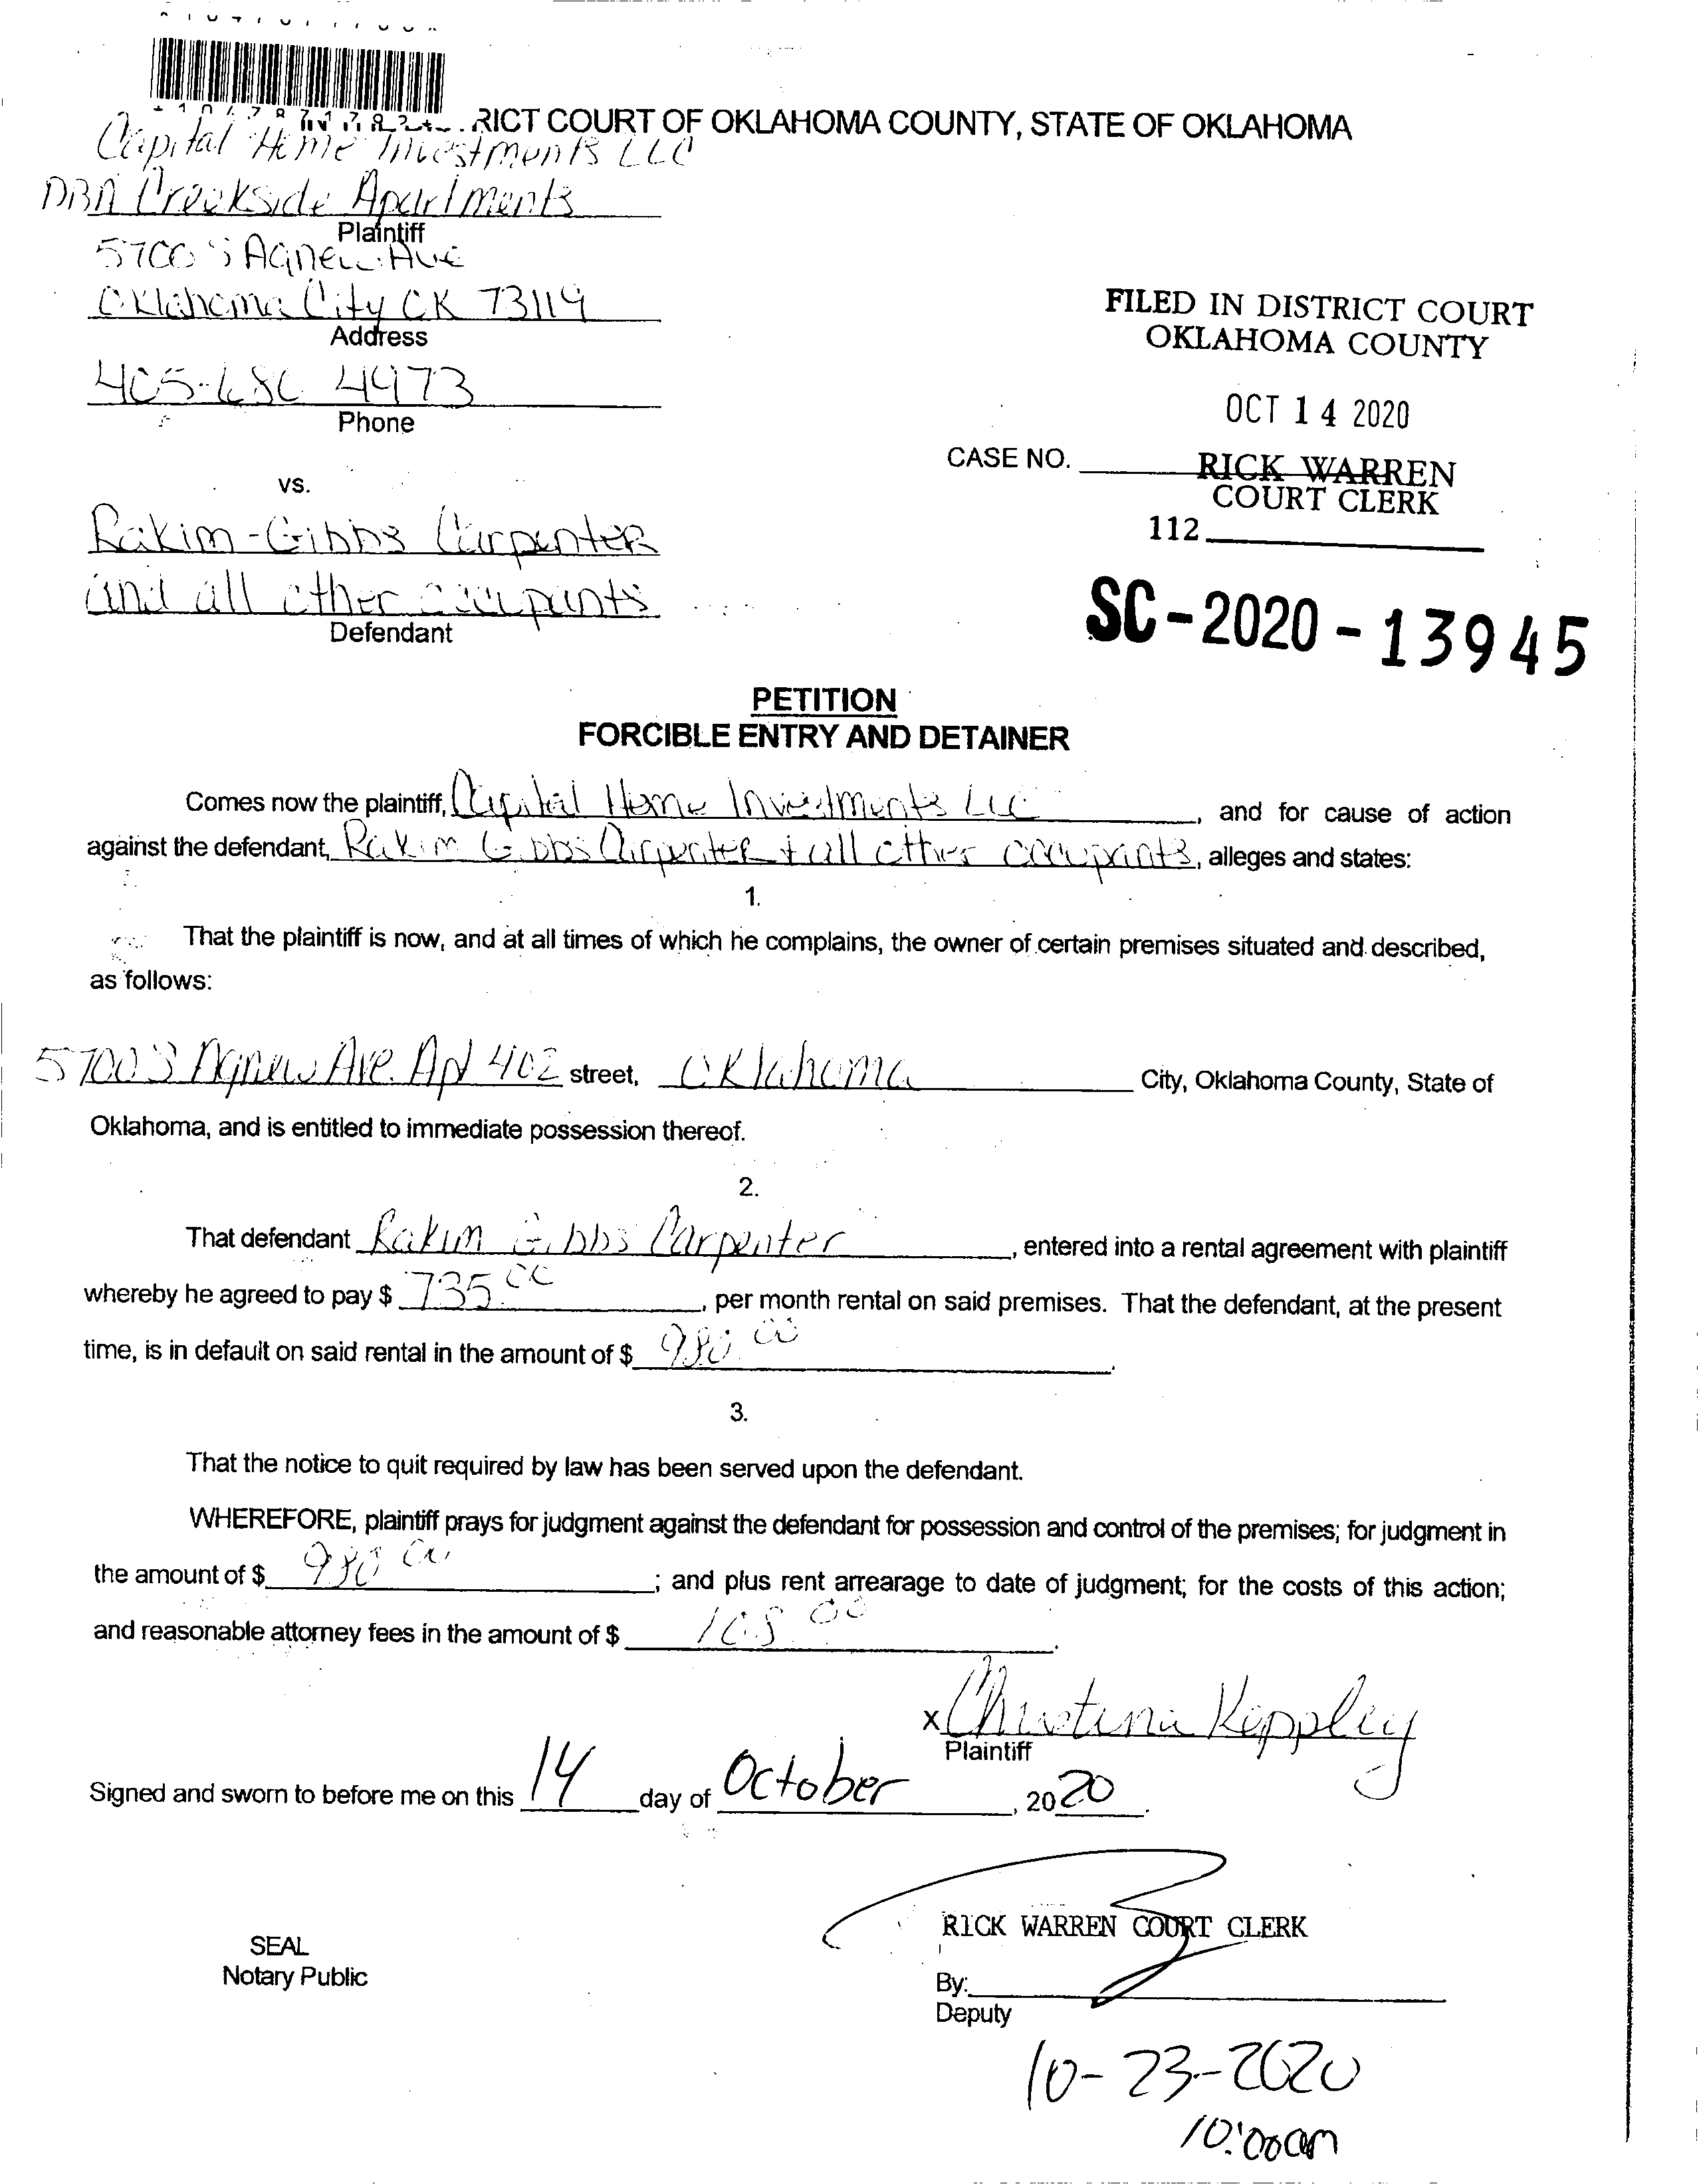 RICT COURT OF OKLAHOMA COUNTY, STATE OF OKLAHOMA
Capital Home Investments LLC
DBA Creekside Apartments
Plaintiff
5700 S Agnew Ave
Oklahoma City OK 73119
Address
405-686 4973
Phone
FILED IN DISTRICT COURT
OKLAHOMA COUNTY
OCT 14 2020
CASE NO.
RICK WARREN
COURT CLERK
112
vs.
Rakim-Gibbs Carpenter
and all other occupants
Defendant
SC-2020-13945
PETITION
FORCIBLE ENTRY AND DETAINER
Comes now the plaintiff, Capital Home Investments LLC, and for cause of action
against the defendant, Rakim Gibbs Carpenter + all other occupants, alleges and states:
1.
That the plaintiff is now, and at all times of which he complains, the owner of certain premises situated and described,
as follows:
5700 S Agnew Ave. Apt 402 street, Oklahoma City, Oklahoma County, State of
Oklahoma, and is entitled to immediate possession thereof.
2.
That defendant Rakim Gibbs Carpenter, entered into a rental agreement with plaintiff
whereby he agreed to pay $ 735.00, per month rental on said premises. That the defendant, at the present
time, is in default on said rental in the amount of $ 980.00.
3.
That the notice to quit required by law has been served upon the defendant.
WHEREFORE, plaintiff prays for judgment against the defendant for possession and control of the premises; for judgment in
the amount of $ 980.00; and plus rent arrearage to date of judgment; for the costs of this action;
and reasonable attorney fees in the amount of $
x Christina Keppley
Plaintiff
Signed and sworn to before me on this 14 day of October, 2020.
RICK WARREN COURT CLERK
SEAL
Notary Public
By:
Deputy
10-23-2020
10:00am